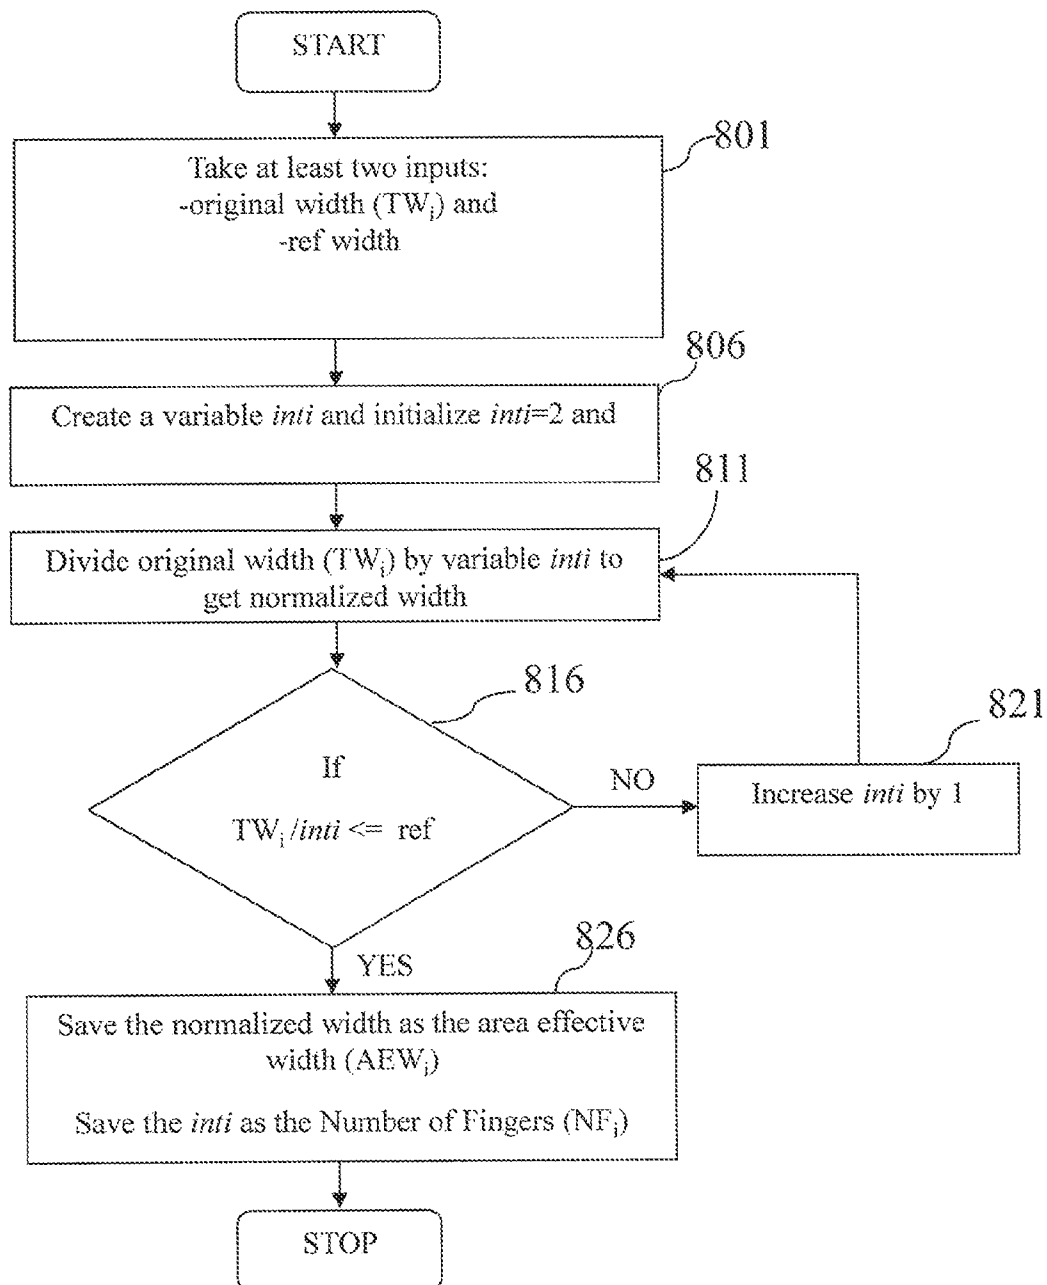 START
801
Take at least two inputs:
-original width (TWi) and
-ref width
806
Create a variable inti and initialize inti=2 and
811
Divide original width (TWi) by variable inti to
get normalized width
816
If
TWi /inti <= ref
NO
821
Increase inti by 1
YES
826
Save the normalized width as the area effective
width (AEWi)
Save the inti as the Number of Fingers (NFi)
STOP